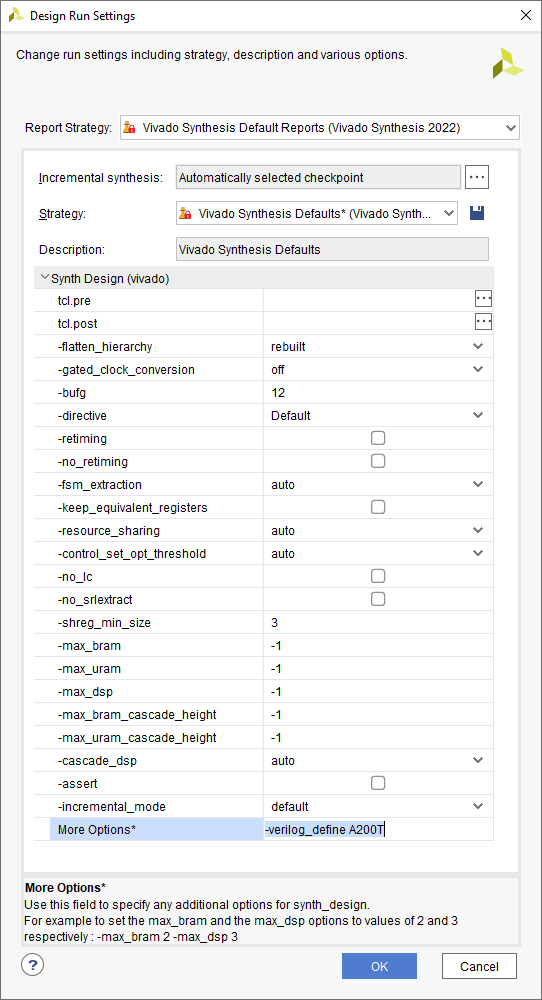 Design Run Settings
Change run settings including strategy, description and various options.
Report Strategy: Vivado Synthesis Default Reports (Vivado Synthesis 2022)
Incremental synthesis: Automatically selected checkpoint
Strategy: Vivado Synthesis Defaults* (Vivado Synth...
Description: Vivado Synthesis Defaults
Synth Design (vivado)
tcl.pre
tcl.post
-flatten_hierarchy rebuilt
-gated_clock_conversion off
-bufg 12
-directive Default
-retiming
-no_retiming
-fsm_extraction auto
-keep_equivalent_registers
-resource_sharing auto
-control_set_opt_threshold auto
-no_lc
-no_srlextract
-shreg_min_size 3
-max_bram -1
-max_uram -1
-max_dsp -1
-max_bram_cascade_height -1
-max_uram_cascade_height -1
-cascade_dsp auto
-assert
-incremental_mode default
More Options* -verilog_define A200T
More Options*
Use this field to specify any additional options for synth_design.
For example to set the max_bram and the max_dsp options to values of 2 and 3
respectively : -max_bram 2 -max_dsp 3
? OK Cancel